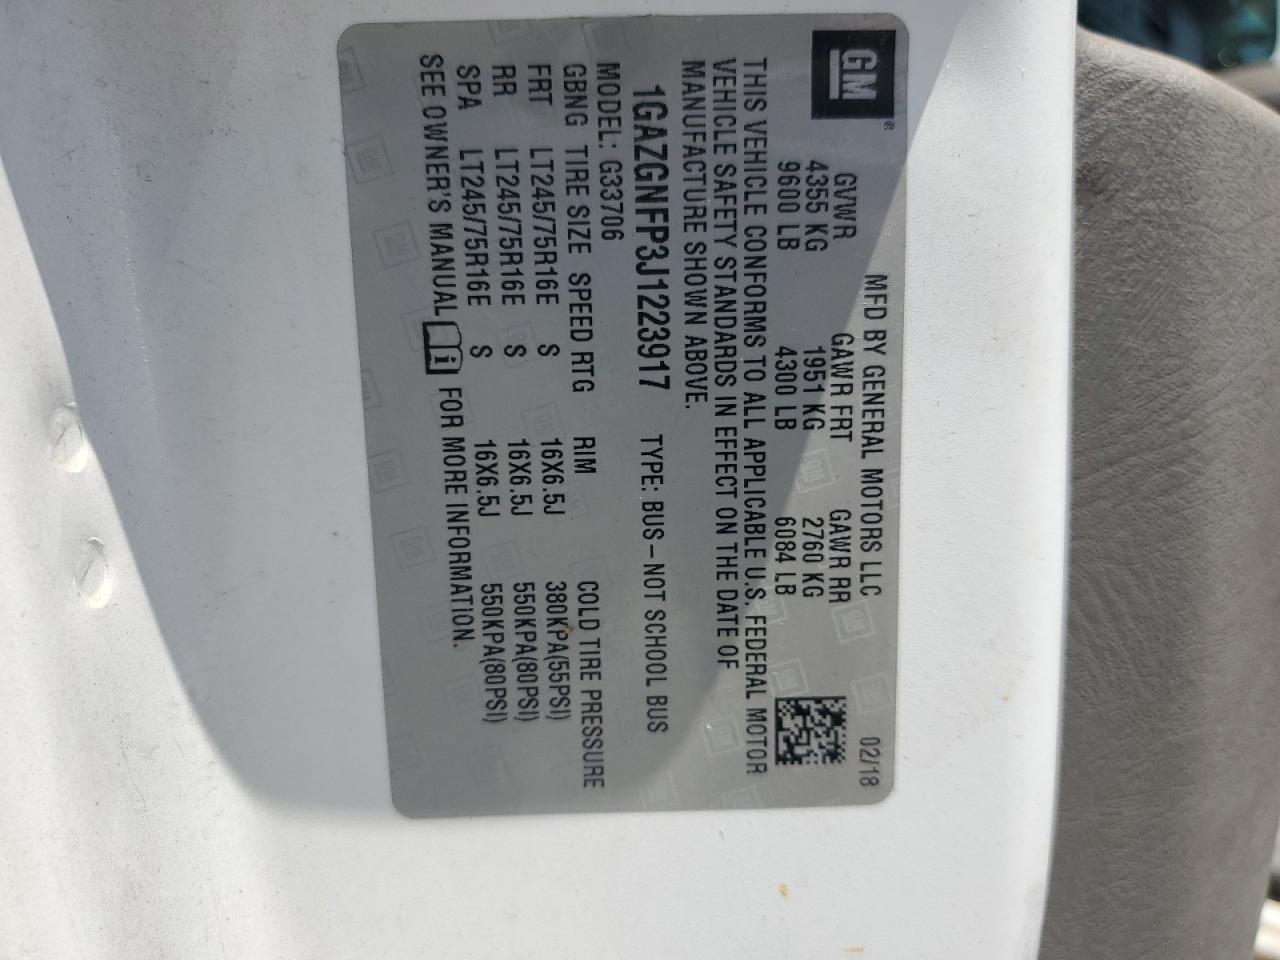 GM®
MFD BY GENERAL MOTORS LLC 02/18
GVWR GAWR FRT GAWR RR
4355 KG 1951 KG 2760 KG
9600 LB 4300 LB 6084 LB
THIS VEHICLE CONFORMS TO ALL APPLICABLE U.S. FEDERAL MOTOR
VEHICLE SAFETY STANDARDS IN EFFECT ON THE DATE OF
MANUFACTURE SHOWN ABOVE.
1GAZGNFP3J1223917 TYPE: BUS-NOT SCHOOL BUS
MODEL: G33706
GBNG TIRE SIZE SPEED RTG RIM COLD TIRE PRESSURE
FRT LT245/75R16E S 16X6.5J 380KPA(55PSI)
RR LT245/75R16E S 16X6.5J 550KPA(80PSI)
SPA LT245/75R16E S 16X6.5J 550KPA(80PSI)
SEE OWNER'S MANUAL i FOR MORE INFORMATION.